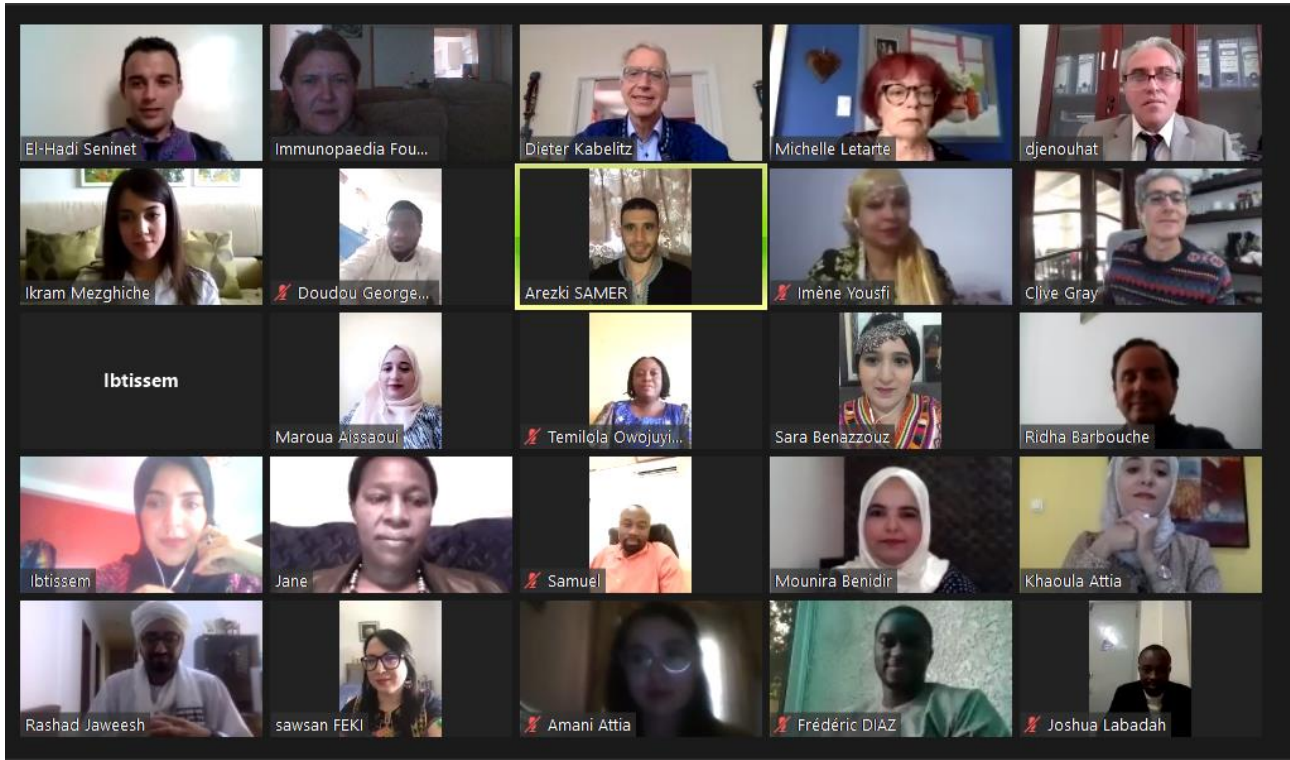 El-Hadi Seninet
Immunopaedia Fou...
Dieter Kabelitz
Michelle Letarte
djenouhat
Ikram Mezghiche
Doudou George...
Arezki SAMER
Imène Yousfi
Clive Gray
Ibtissem
Maroua Aissaoui
Temilola Owojuyi...
Sara Benazzouz
Ridha Barbouche
Ibtissem
Jane
Samuel
Mounira Benidir
Khaoula Attia
Rashad Jaweesh
sawsan FEKI
Amani Attia
Frédéric DIAZ
Joshua Labadah